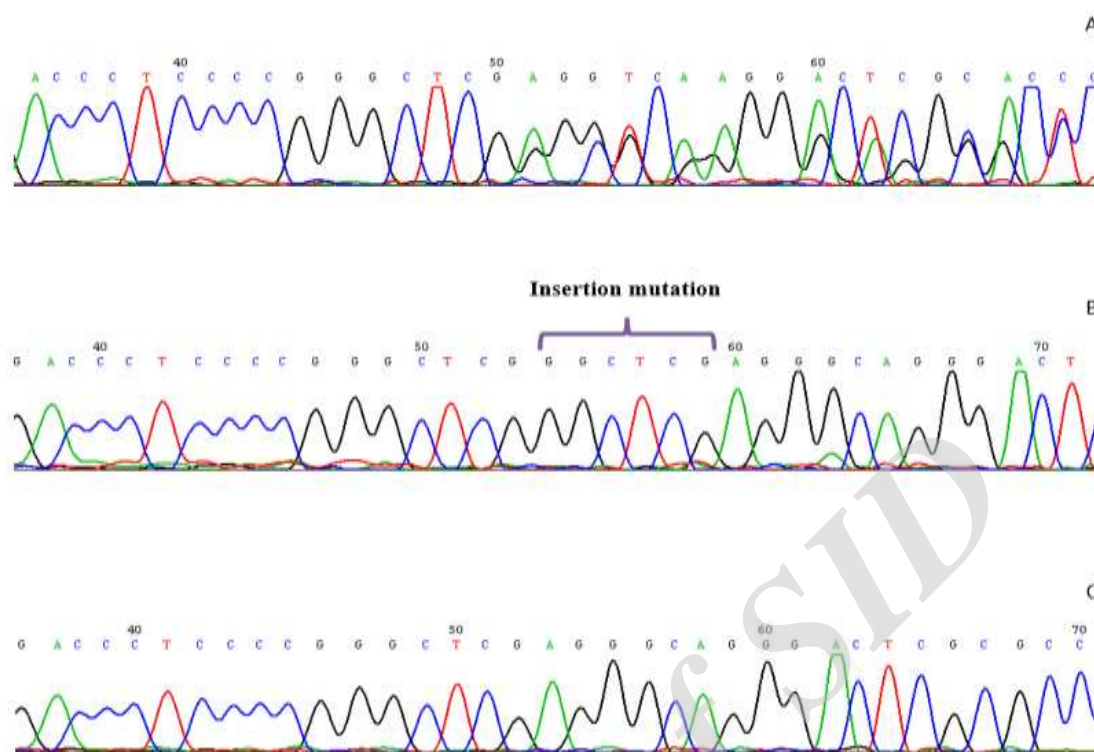 A
40 50 60
A C C C T C C C C G G G C T C G A G G T C A A G G A C T C G C A C C
Insertion mutation
B
40 50 60 70
G A C C C T C C C C G G G C T C G G G C T C G A G G G C A G G G A C T
C
40 50 60 70
G A C C C T C C C C G G G C T C G A G G G C A G G G A C T C G C G C C
f SID